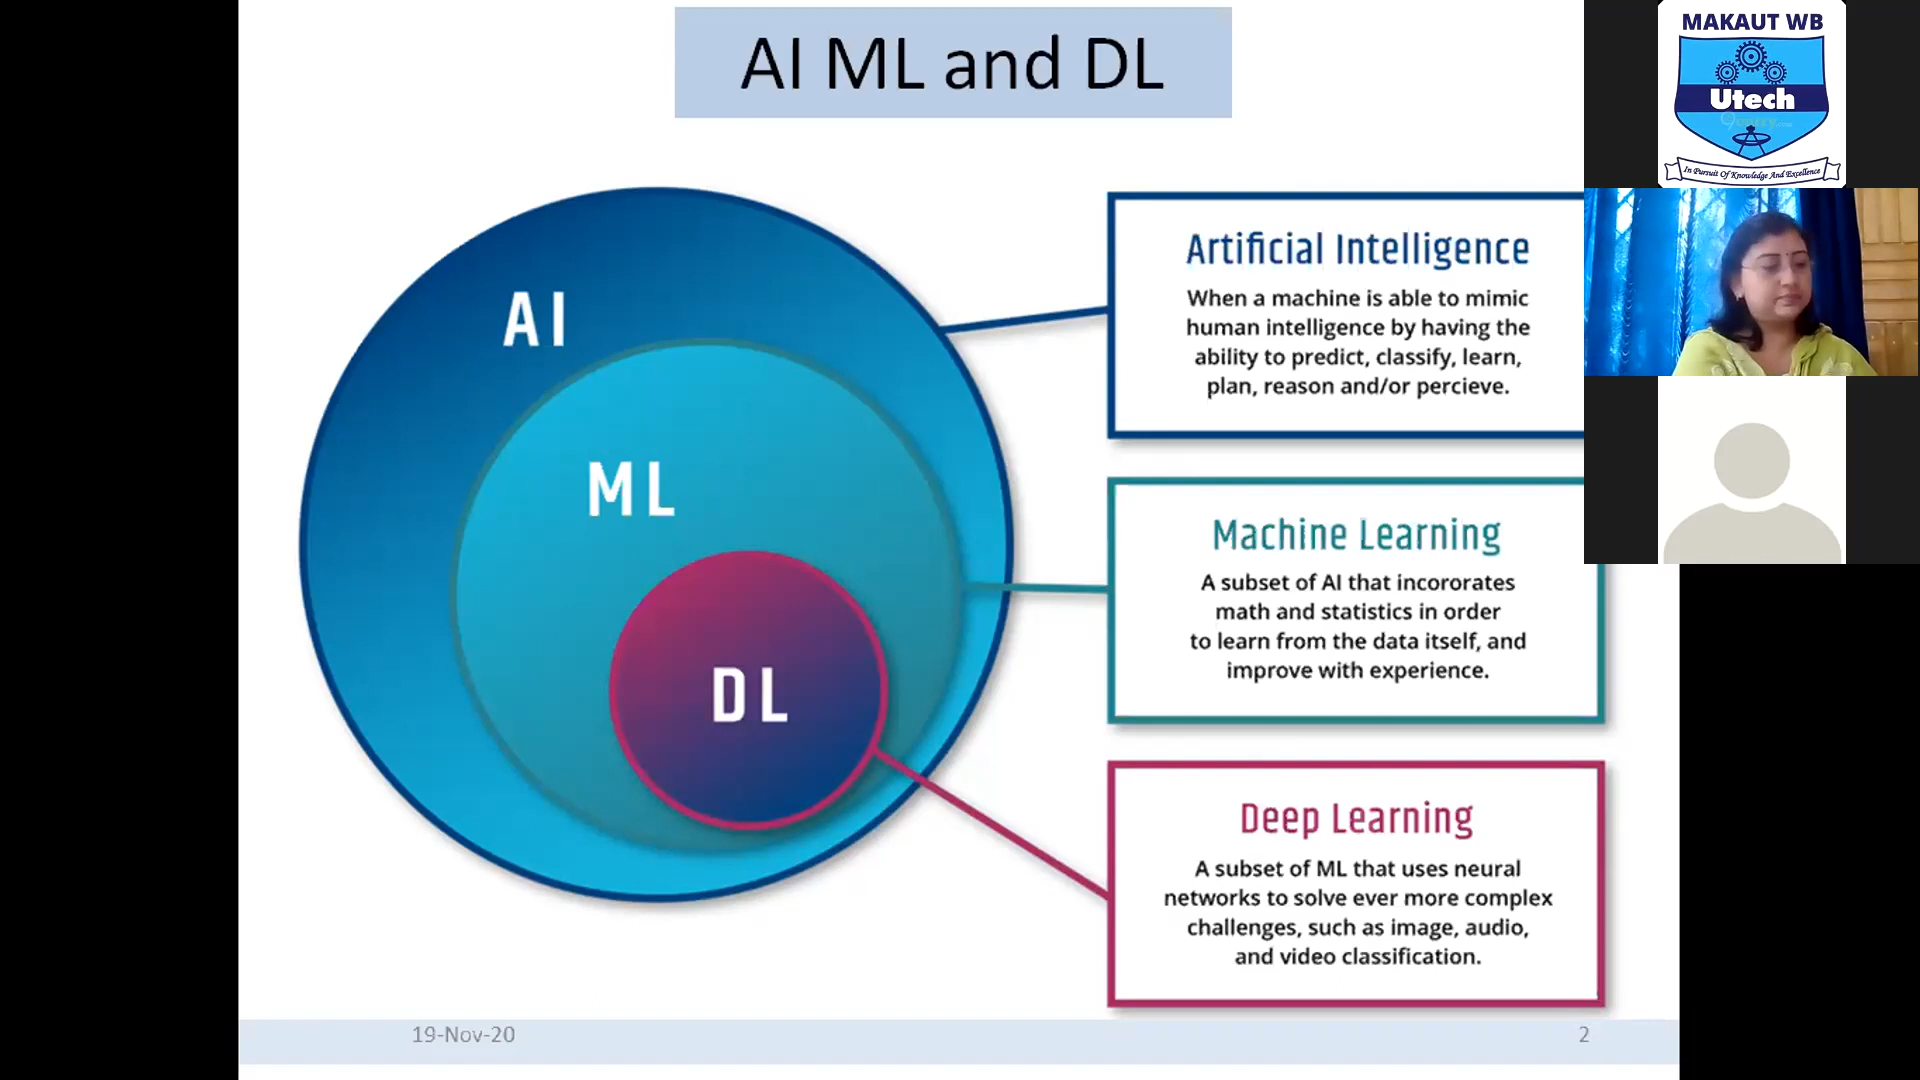 AI ML and DL
MAKAUT WB
Utech
In Pursuit Of Knowledge And Excellence
AI
ML
DL
Artificial Intelligence
When a machine is able to mimic
human intelligence by having the
ability to predict, classify, learn,
plan, reason and/or percieve.
Machine Learning
A subset of AI that incororates
math and statistics in order
to learn from the data itself, and
improve with experience.
Deep Learning
A subset of ML that uses neural
networks to solve ever more complex
challenges, such as image, audio,
and video classification.
19-Nov-20
2